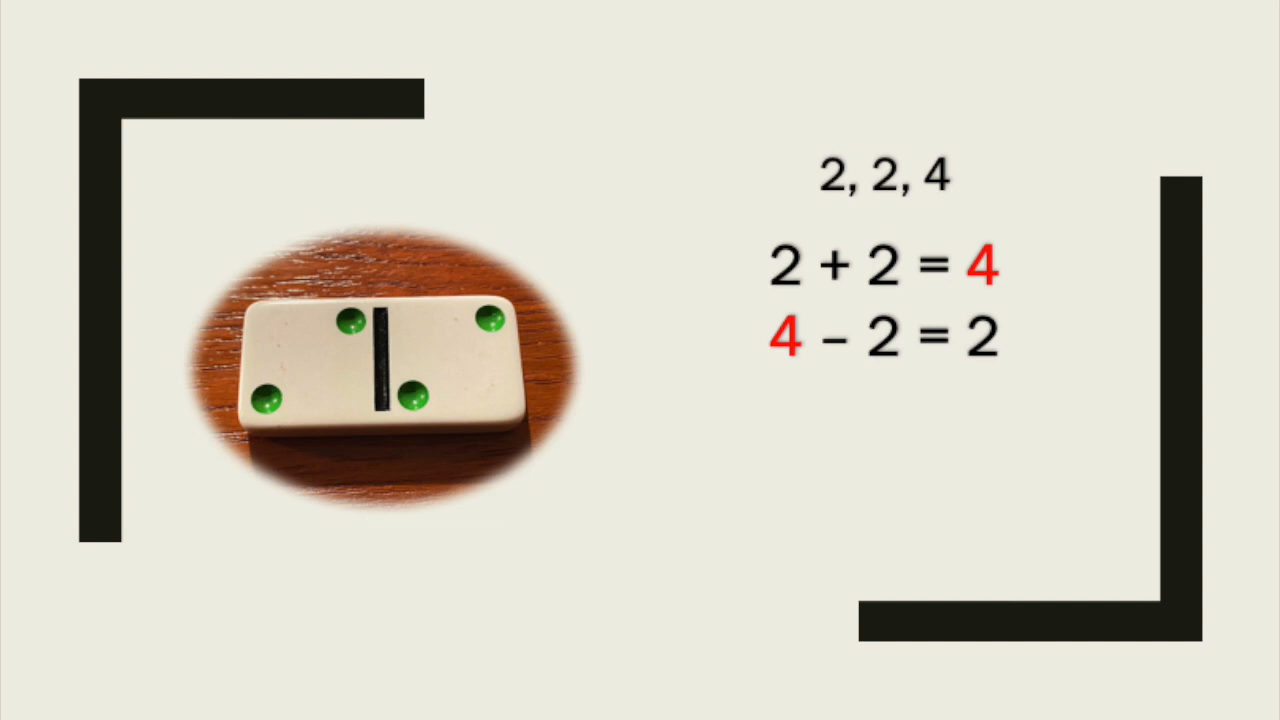 2, 2, 4
2 + 2 = 4
4 – 2 = 2